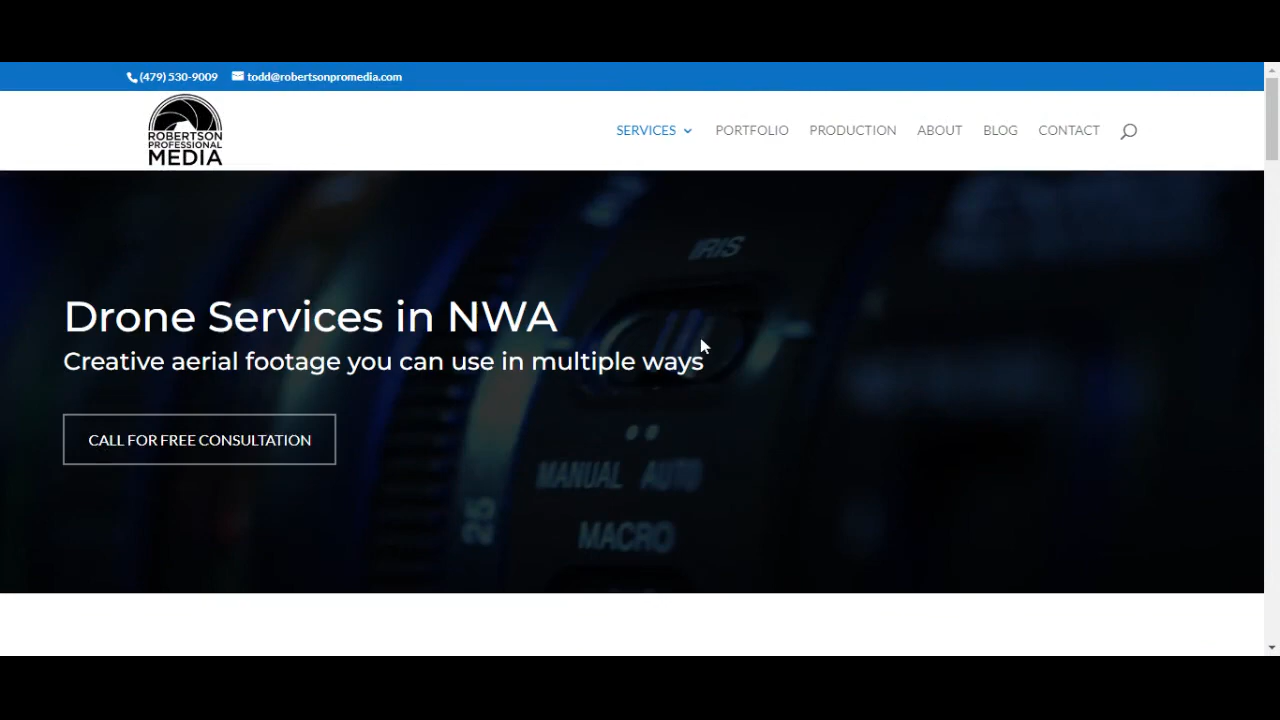 (479) 530-9009 todd@robertsonpromedia.com
ROBERTSON
PROFESSIONAL
MEDIA
SERVICES PORTFOLIO PRODUCTION ABOUT BLOG CONTACT
IRIS
Drone Services in NWA
Creative aerial footage you can use in multiple ways
CALL FOR FREE CONSULTATION
MANUAL AUTO
25
MACRO